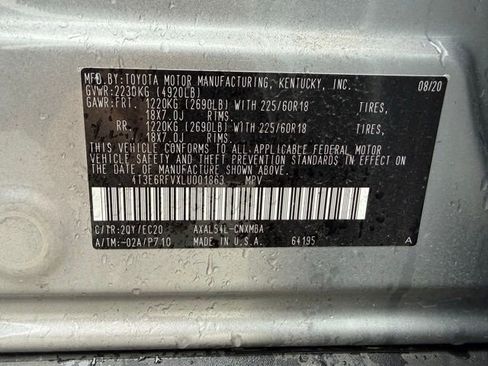 MFD.BY:TOYOTA MOTOR MANUFACTURING, KENTUCKY, INC. 08/20
GVWR:2230KG (4920LB)
GAWR:FRT. 1220KG (2690LB) WITH 225/60R18 TIRES,
18X7.0J RIMS.
RR. 1220KG (2690LB) WITH 225/60R18 TIRES,
18X7.0J RIMS.
THIS VEHICLE CONFORMS TO ALL APPLICABLE FEDERAL MOTOR
VEHICLE SAFETY AND THEFT PREVENTION STANDARDS IN EFFECT ON
THE DATE OF MANUFACTURE SHOWN ABOVE.
4T3E6RFVXLU001863 MPV
C/TR:2QY/EC20 AXAL54L-CNXMBA
A/TM:-02A/P710 MADE IN U.S.A. 64195 A